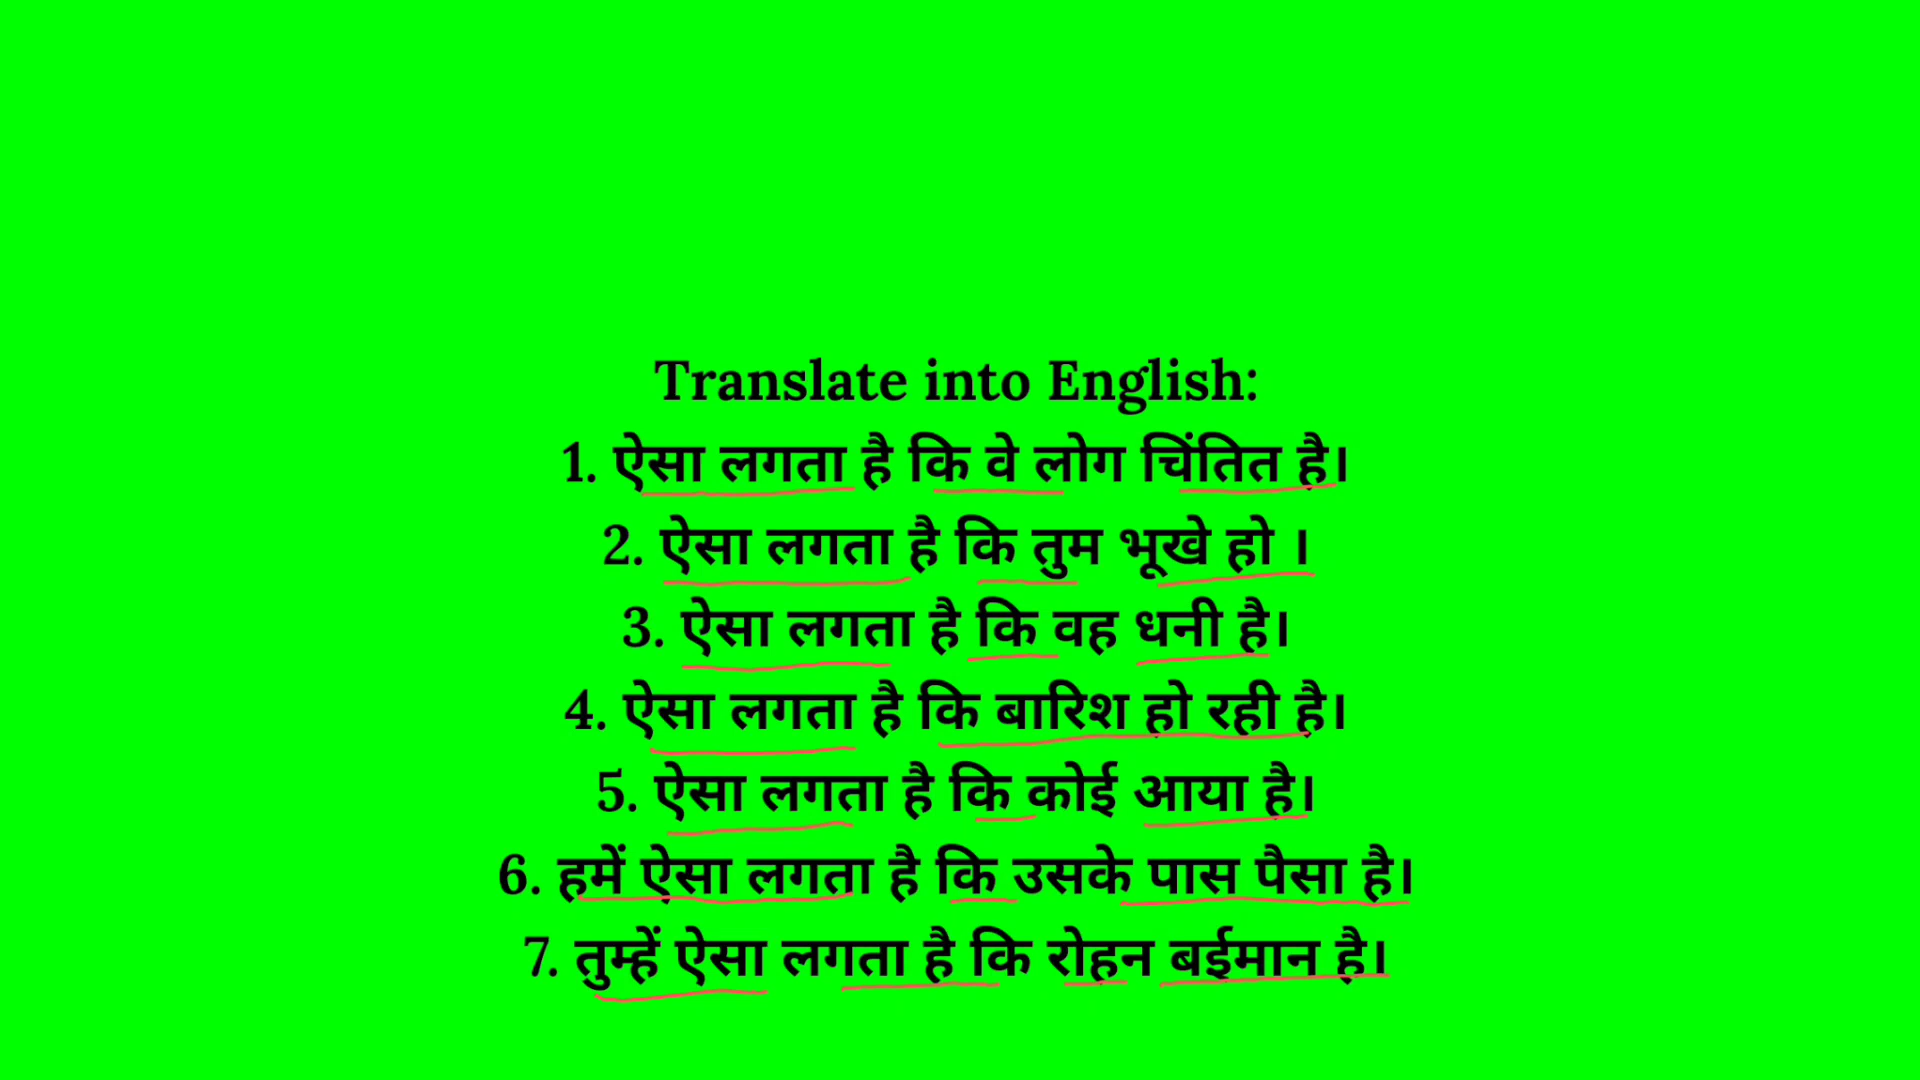 Translate into English:
1. ऐसा लगता है कि वे लोग चिंतित है।
2. ऐसा लगता है कि तुम भूखे हो ।
3. ऐसा लगता है कि वह धनी है।
4. ऐसा लगता है कि बारिश हो रही है।
5. ऐसा लगता है कि कोई आया है।
6. हमें ऐसा लगता है कि उसके पास पैसा है।
7. तुम्हें ऐसा लगता है कि रोहन बईमान है।